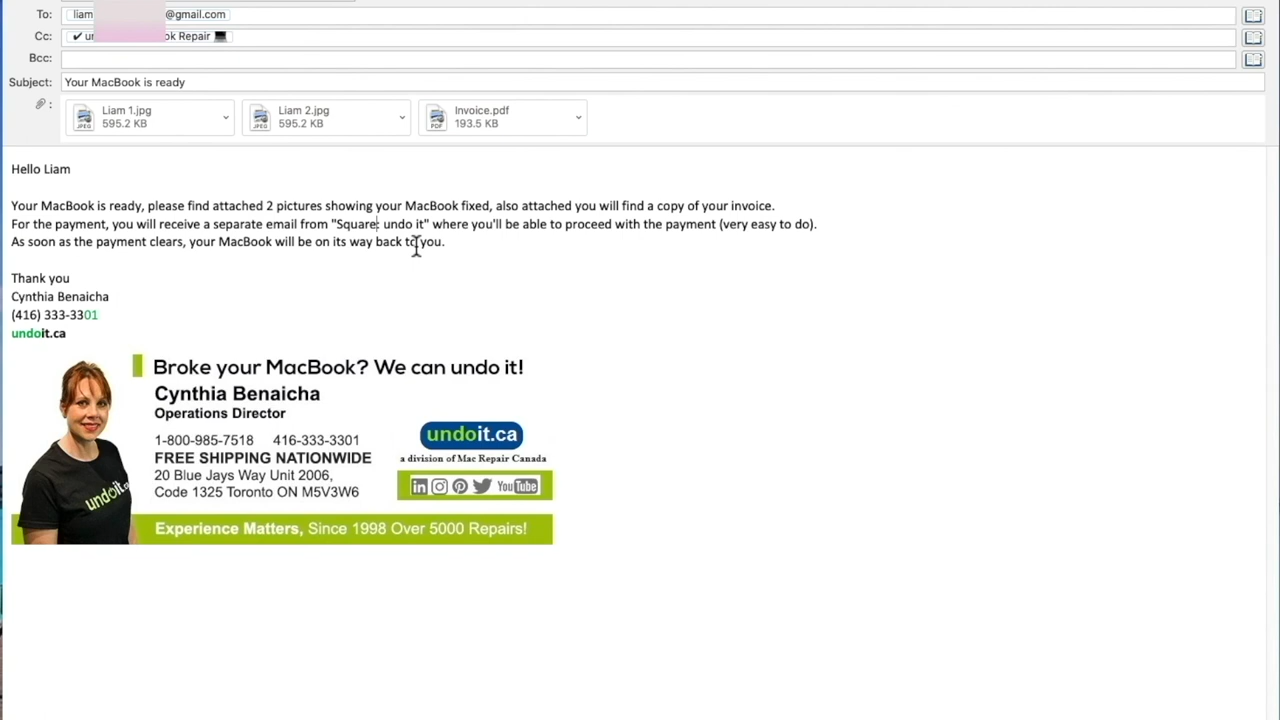 To: liam @gmail.com
Cc: ✔ un ok Repair 💻
Bcc:
Subject: Your MacBook is ready
Liam 1.jpg
595.2 KB
Liam 2.jpg
595.2 KB
Invoice.pdf
193.5 KB
JPEG
JPEG
PDF
Hello Liam
Your MacBook is ready, please find attached 2 pictures showing your MacBook fixed, also attached you will find a copy of your invoice.
For the payment, you will receive a separate email from "Square: undo it" where you'll be able to proceed with the payment (very easy to do).
As soon as the payment clears, your MacBook will be on its way back to you.
Thank you
Cynthia Benaicha
(416) 333-3301
undoit.ca
Broke your MacBook? We can undo it!
Cynthia Benaicha
Operations Director
1-800-985-7518 416-333-3301
FREE SHIPPING NATIONWIDE
20 Blue Jays Way Unit 2006,
Code 1325 Toronto ON M5V3W6
undoit.ca
a division of Mac Repair Canada
in YouTube
undoit.c
Experience Matters, Since 1998 Over 5000 Repairs!